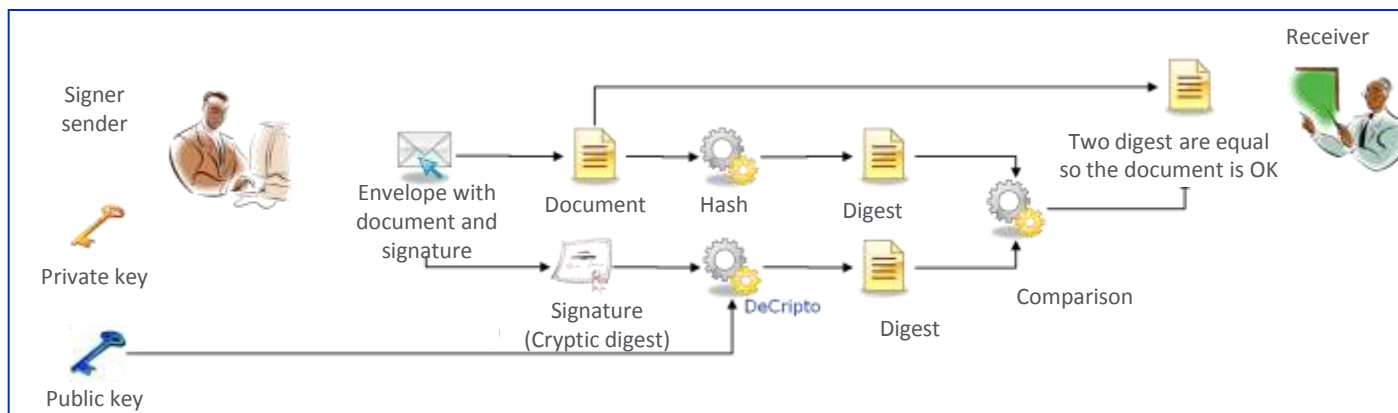 Receiver
Signer
sender
Two digest are equal
so the document is OK
Envelope with
document and
signature
Document
Hash
Digest
Private key
Signature
(Cryptic digest)
DeCripto
Digest
Comparison
Public key